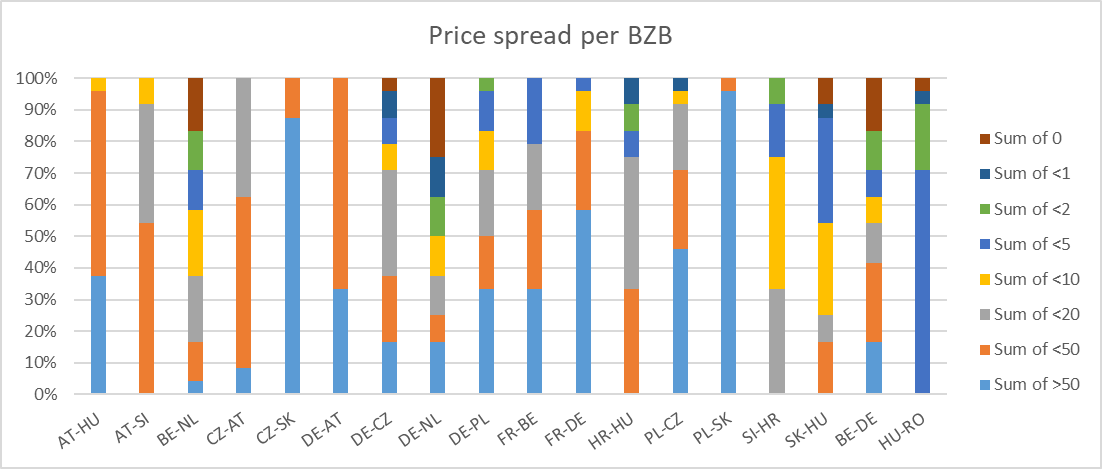 Price spread per BZB
100%
90%
80%
70%
60%
50%
40%
30%
20%
10%
0%
AT-HU
AT-SI
BE-NL
CZ-AT
CZ-SK
DE-AT
DE-CZ
DE-NL
DE-PL
FR-BE
FR-DE
HR-HU
PL-CZ
PL-SK
SI-HR
SK-HU
BE-DE
HU-RO
Sum of 0
Sum of <1
Sum of <2
Sum of <5
Sum of <10
Sum of <20
Sum of <50
Sum of >50